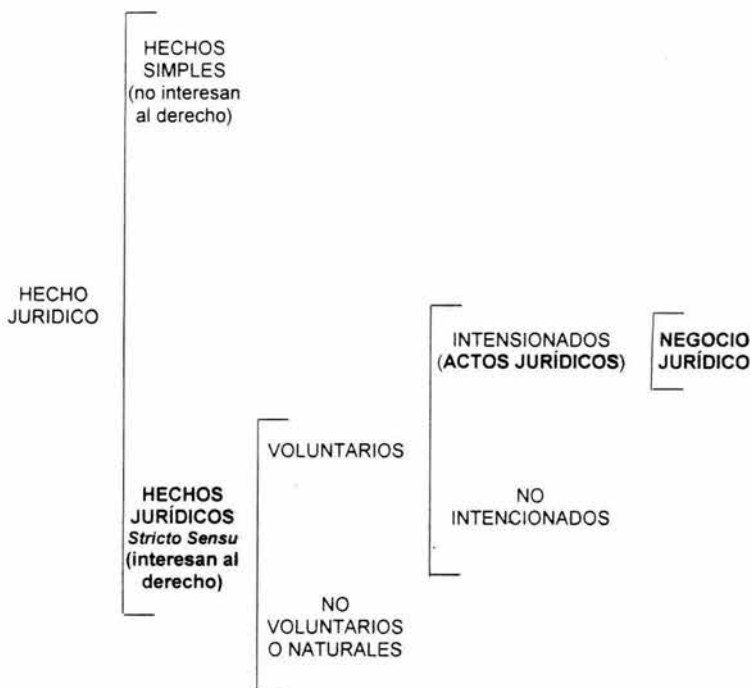 HECHOS
SIMPLES
(no interesan
al derecho)
HECHO
JURIDICO
INTENSIONADOS
(ACTOS JURÍDICOS)
NEGOCIO
JURÍDICO
VOLUNTARIOS
HECHOS
JURÍDICOS
Stricto Sensu
(interesan al
derecho)
NO
INTENCIONADOS
NO
VOLUNTARIOS
O NATURALES